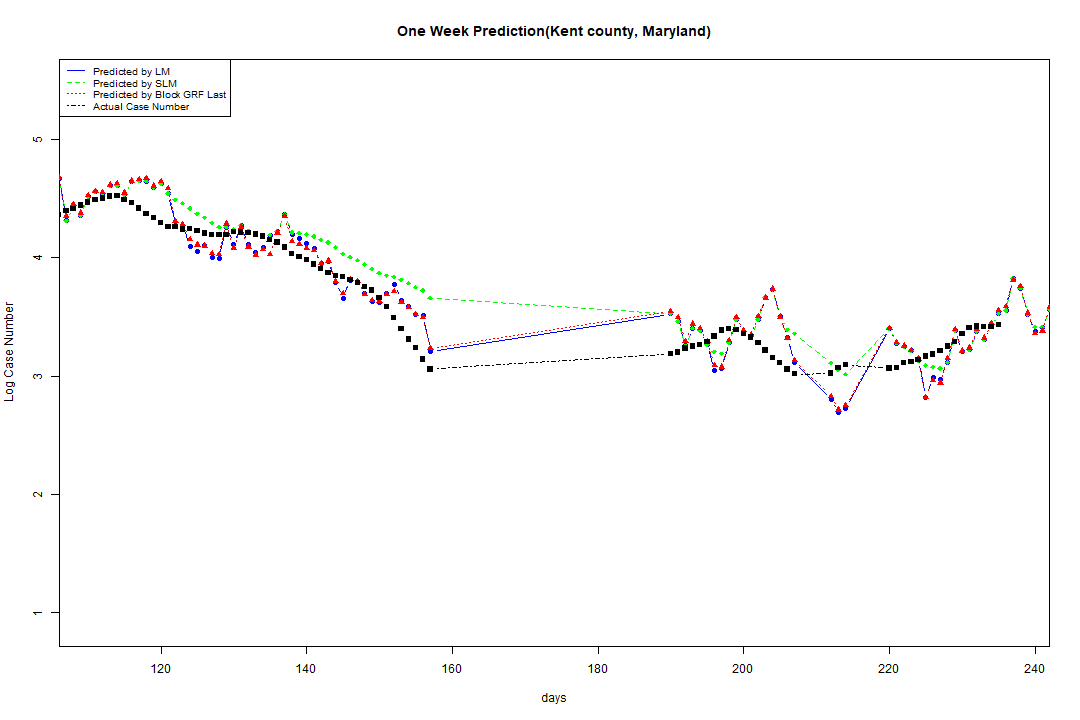 One Week Prediction(Kent county, Maryland)
Predicted by LM
Predicted by SLM
Predicted by Block GRF Last
Actual Case Number
5
4
3
2
1
Log Case Number
120 140 160 180 200 220 240
days